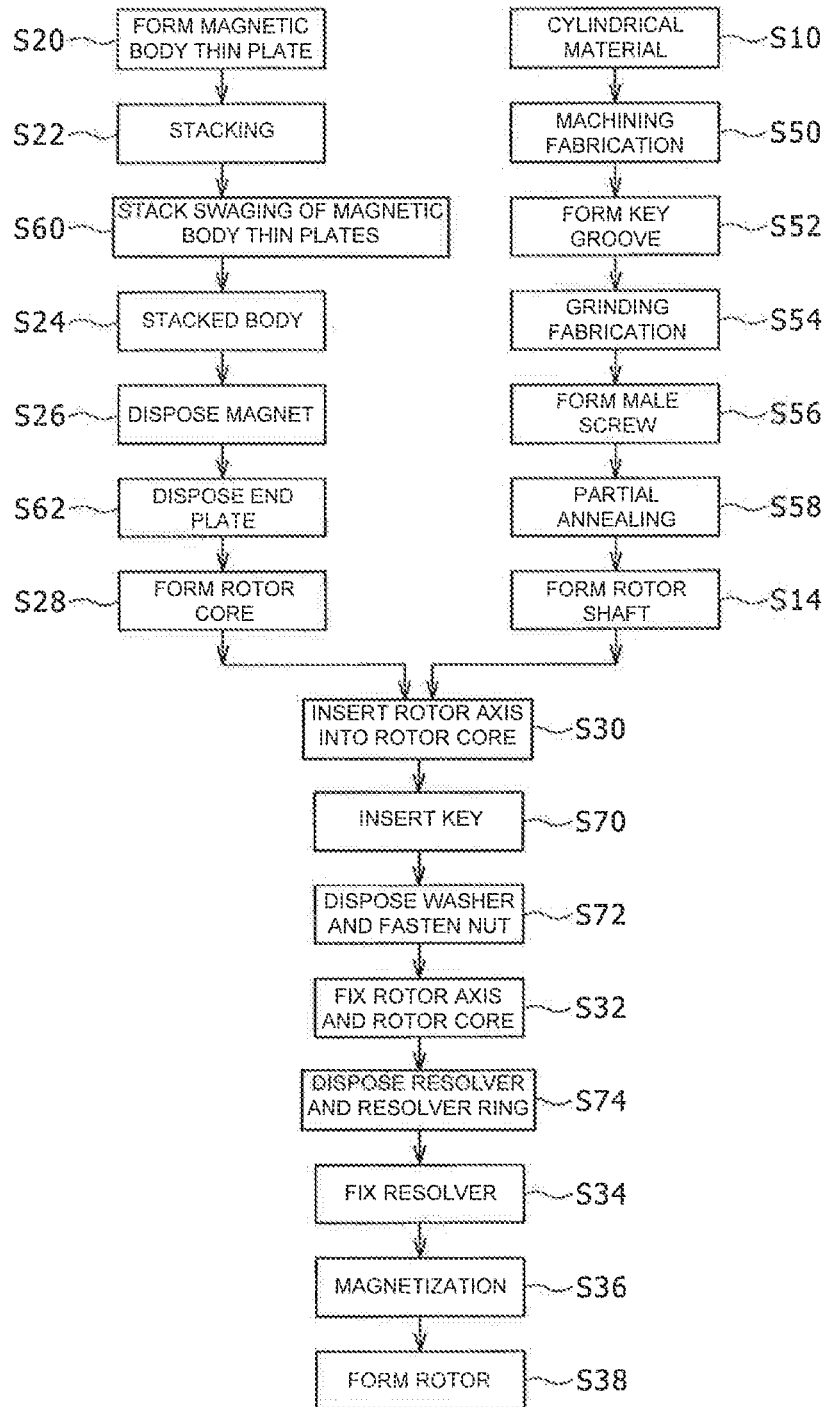 S20
FORM MAGNETIC
BODY THIN PLATE
CYLINDRICAL
MATERIAL
S10
S22
STACKING
MACHINING
FABRICATION
S50
S60
STACK SWAGING OF MAGNETIC
BODY THIN PLATES
FORM KEY
GROOVE
S52
S24
STACKED BODY
GRINDING
FABRICATION
S54
S26
DISPOSE MAGNET
FORM MALE
SCREW
S56
S62
DISPOSE END
PLATE
PARTIAL
ANNEALING
S58
S28
FORM ROTOR
CORE
FORM ROTOR
SHAFT
S14
INSERT ROTOR AXIS
INTO ROTOR CORE
S30
INSERT KEY
S70
DISPOSE WASHER
AND FASTEN NUT
S72
FIX ROTOR AXIS
AND ROTOR CORE
S32
DISPOSE RESOLVER
AND RESOLVER RING
S74
FIX RESOLVER
S34
MAGNETIZATION
S36
FORM ROTOR
S38